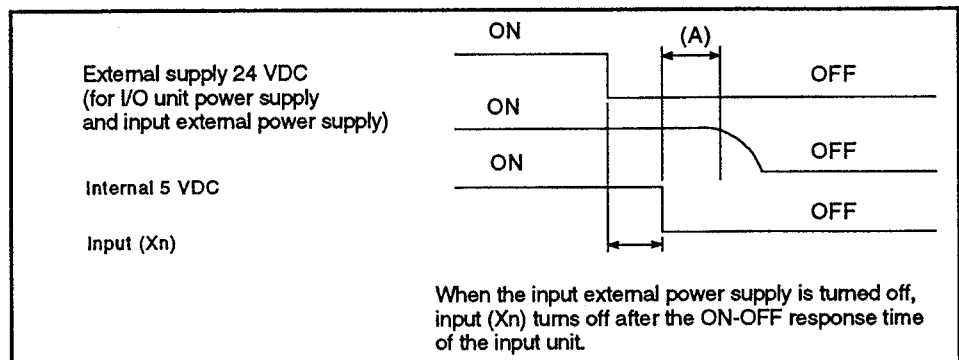 ON
(A)
External supply 24 VDC
(for I/O unit power supply
and input external power supply)
OFF
ON
OFF
ON
Internal 5 VDC
OFF
Input (Xn)
When the input external power supply is turned off,
input (Xn) turns off after the ON-OFF response time
of the input unit.